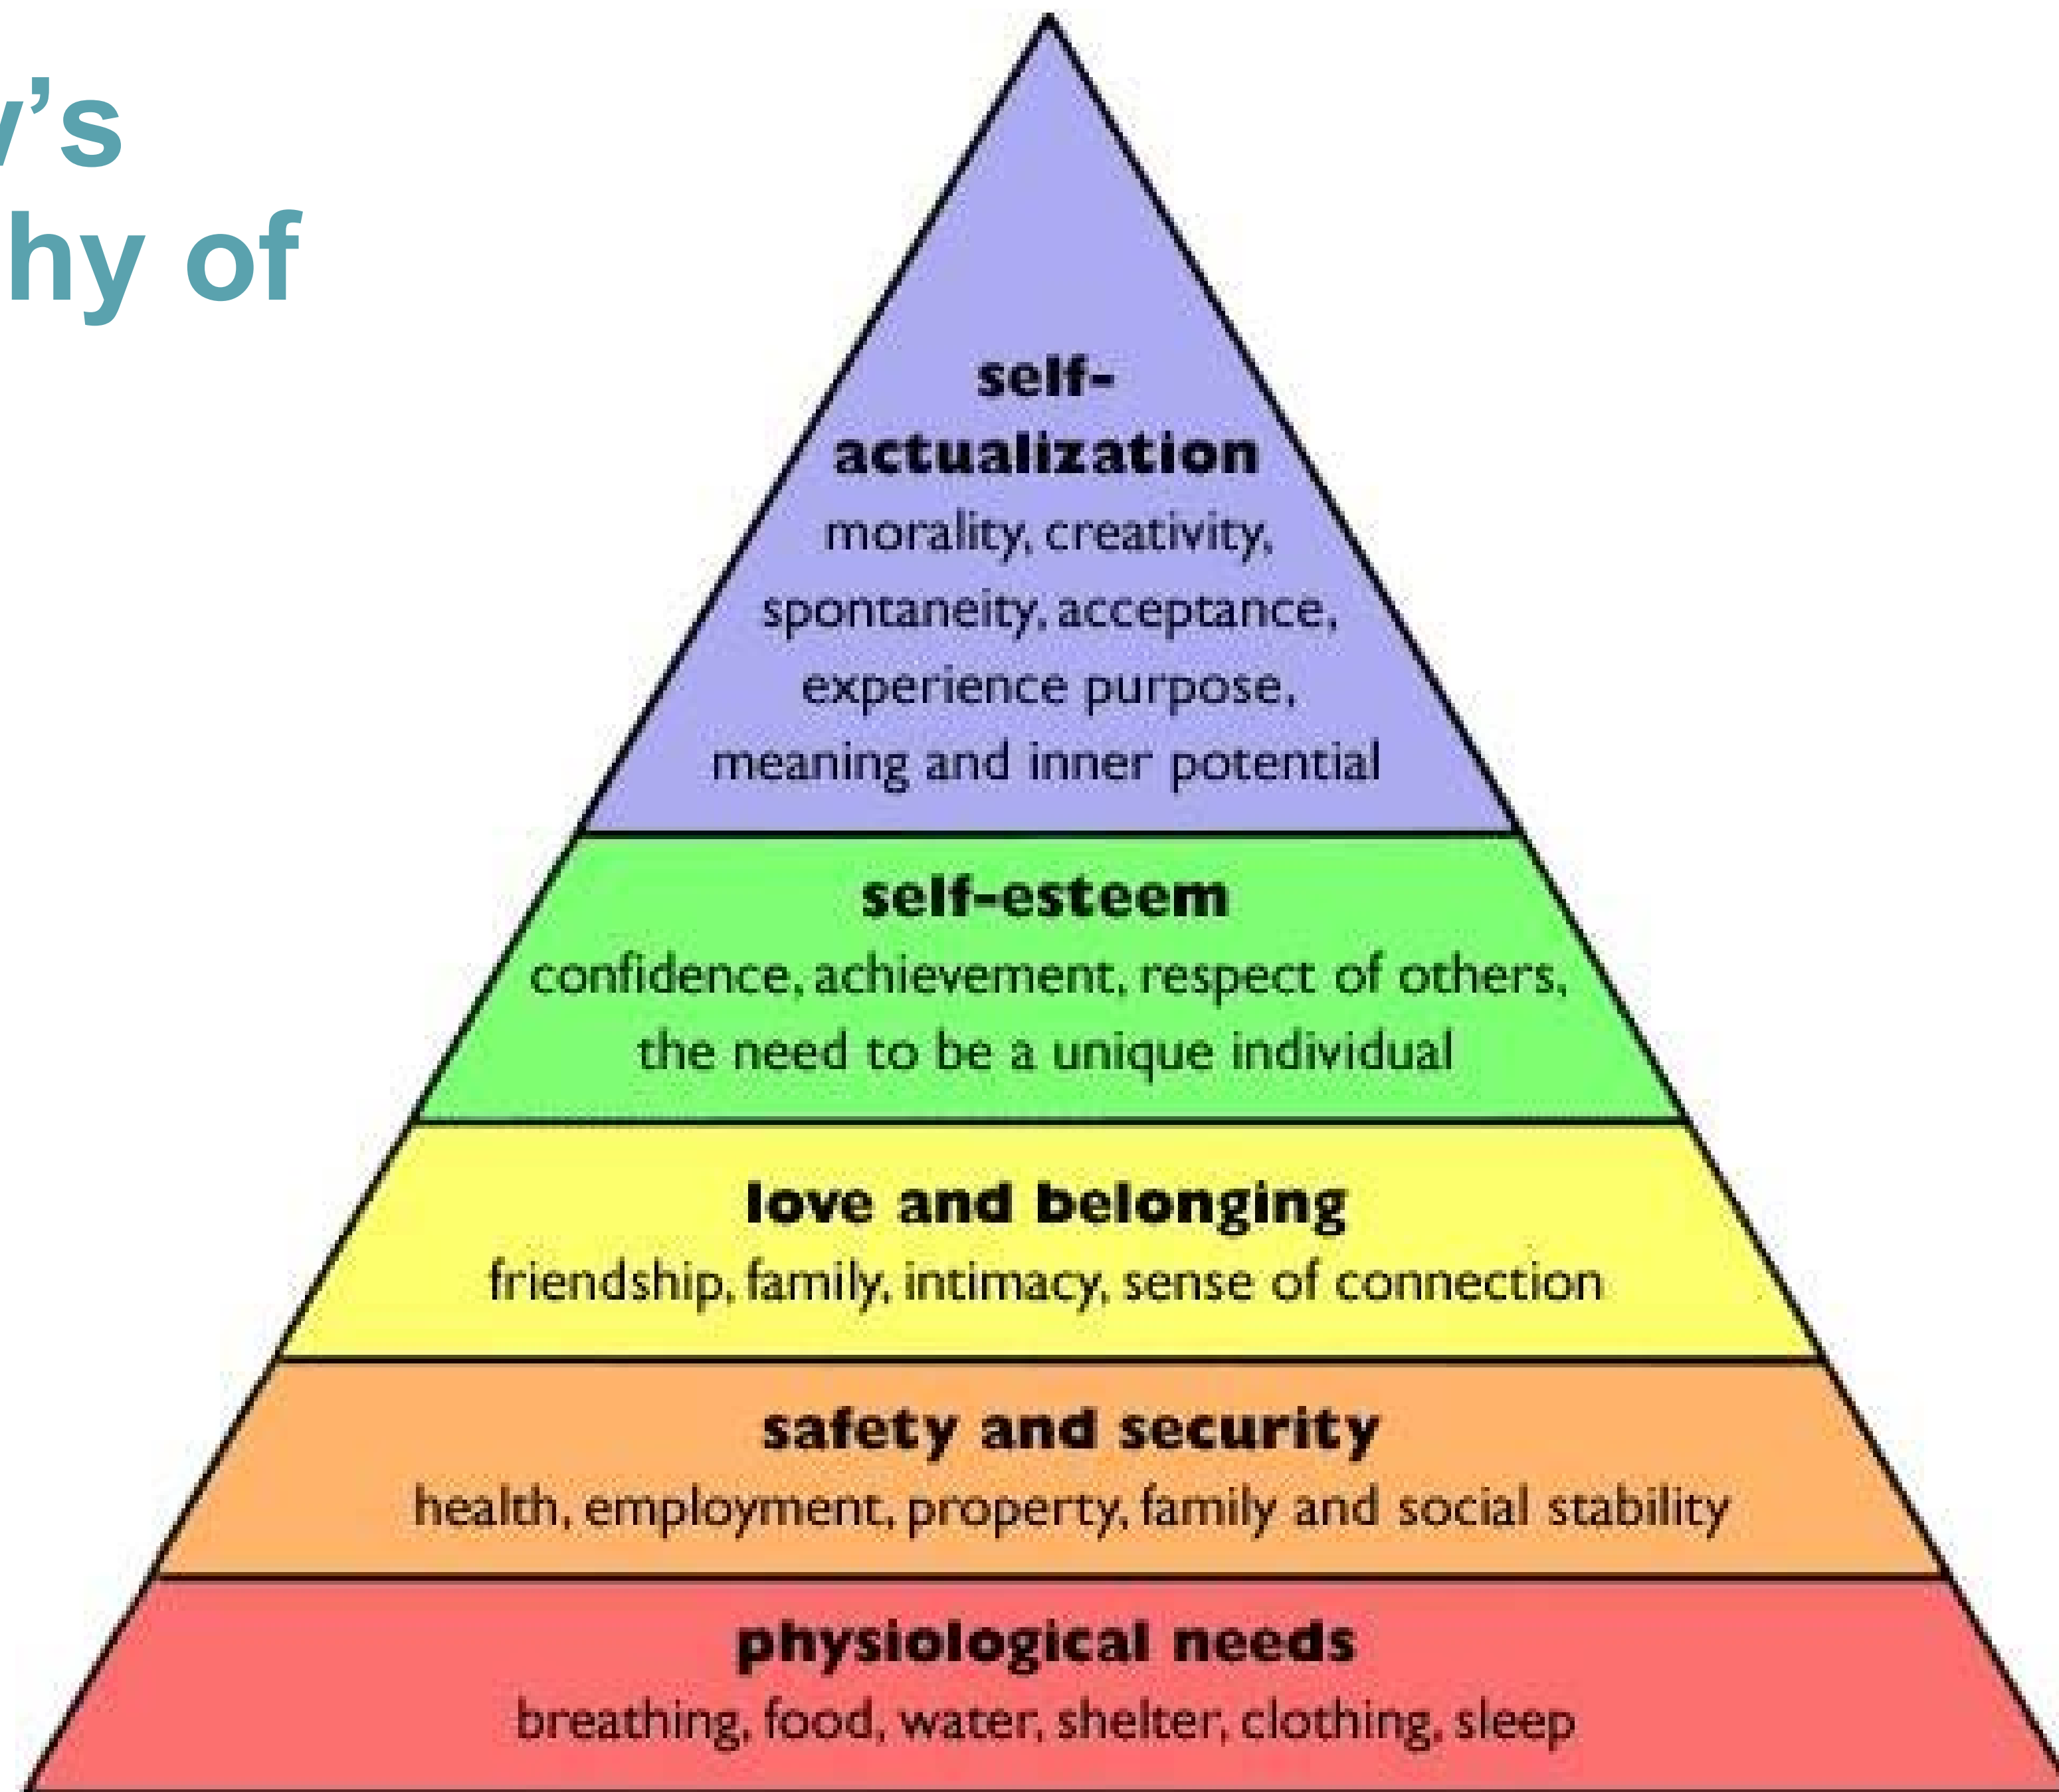 ’s
hy of
self-
actualization
morality, creativity,
spontaneity, acceptance,
experience purpose,
meaning and inner potential
self-esteem
confidence, achievement, respect of others,
the need to be a unique individual
love and belonging
friendship, family, intimacy, sense of connection
safety and security
health, employment, property, family and social stability
physiological needs
breathing, food, water, shelter, clothing, sleep